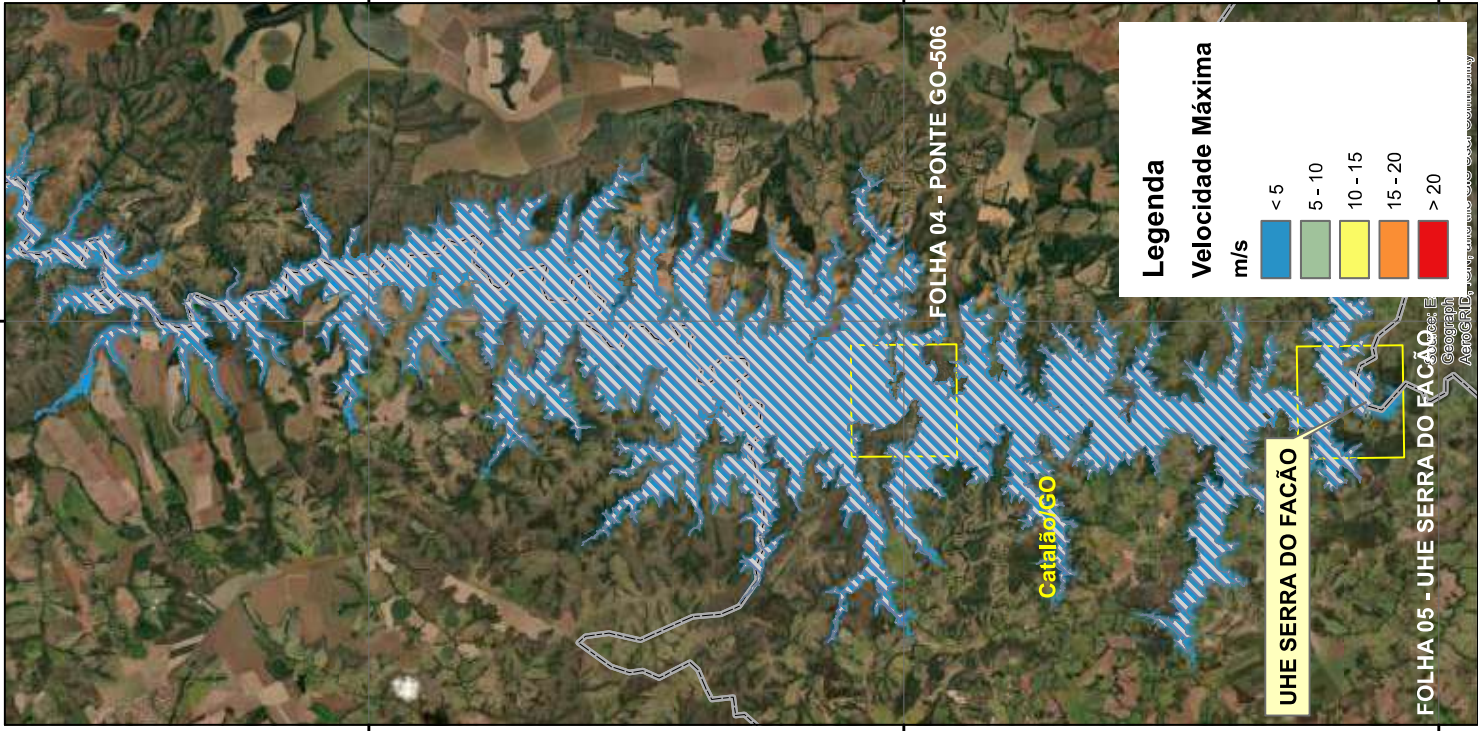 FOLHA 04 - PONTE GO-506
Legenda
Velocidade Máxima
m/s
< 5
5 - 10
10 - 15
15 - 20
> 20
Catalão/GO
UHE SERRA DO FACÃO
FOLHA 05 - UHE SERRA DO FACÃO
Geograph